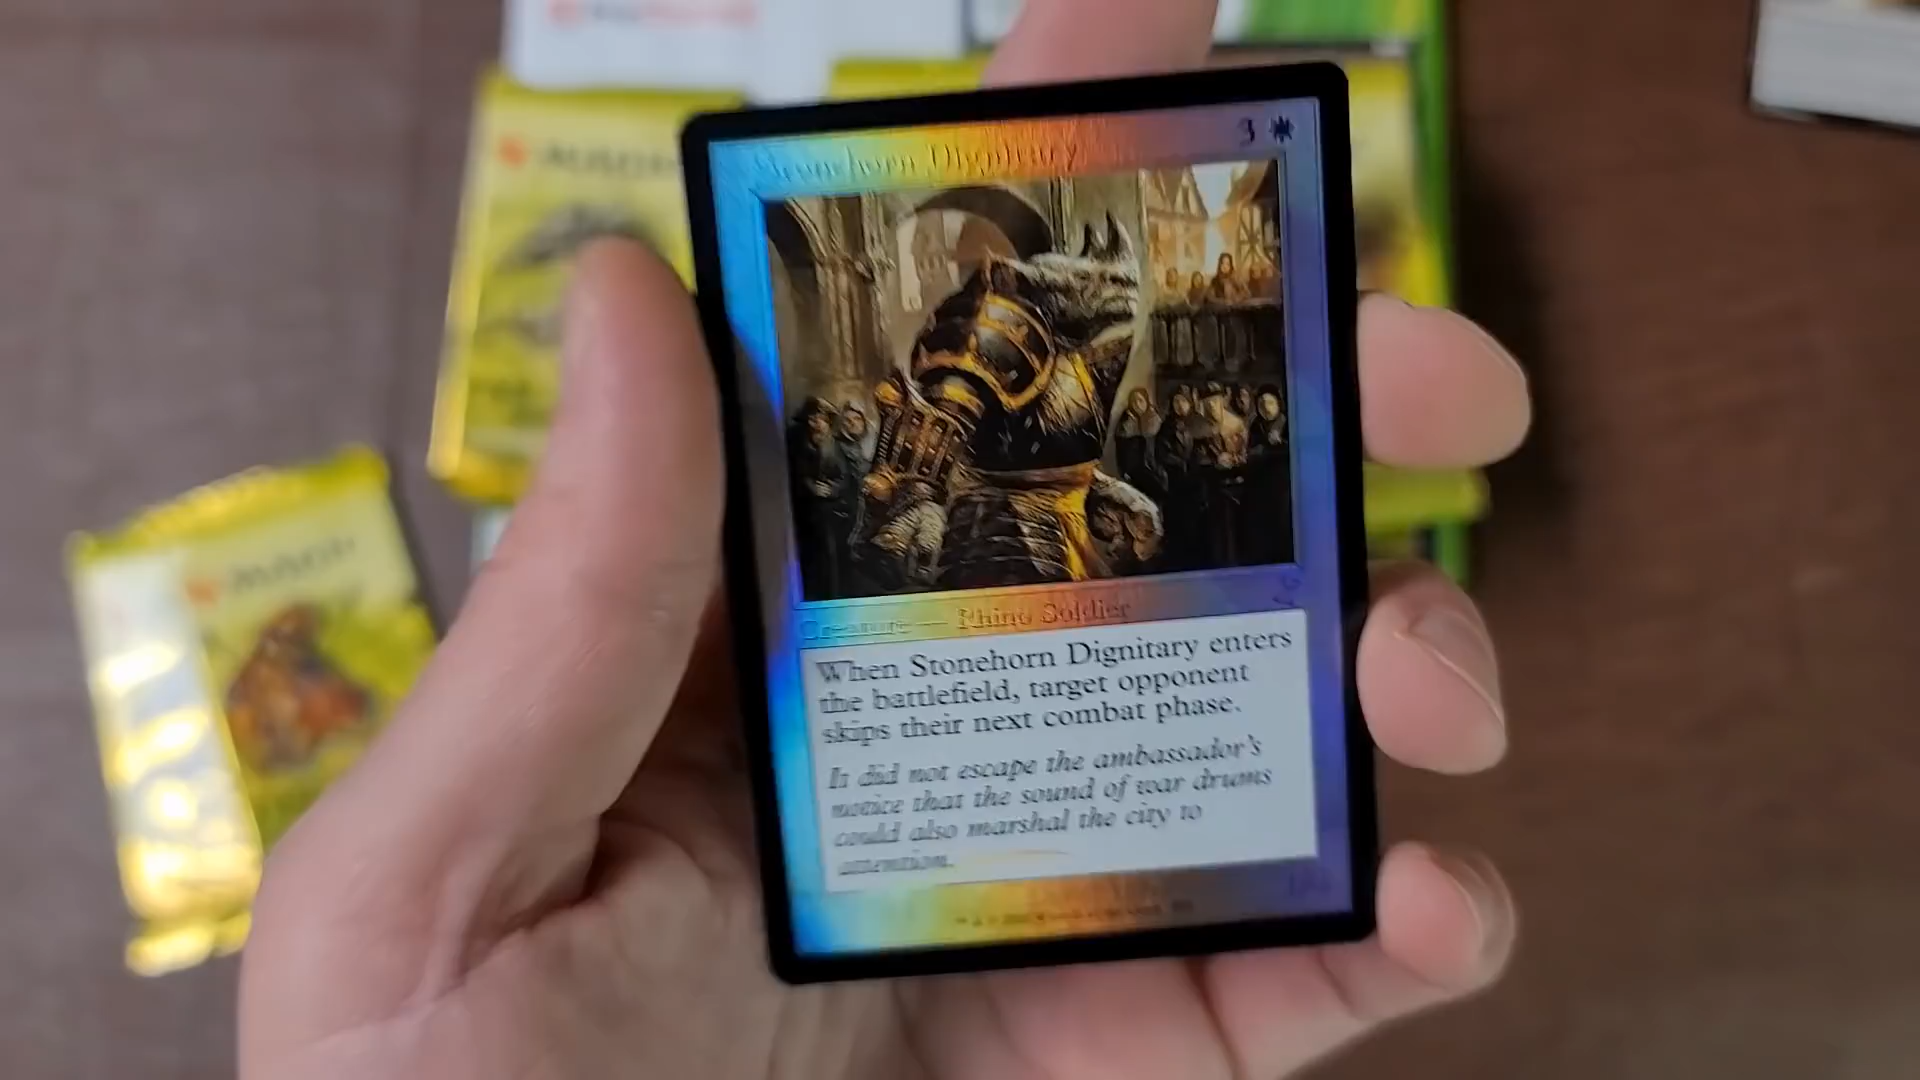 Stonehorn Dignitary
3
Creature — Rhino Soldier
When Stonehorn Dignitary enters
the battlefield, target opponent
skips their next combat phase.
It did not escape the ambassador's
notice that the sound of war drums
could also marshal the city to
attention.